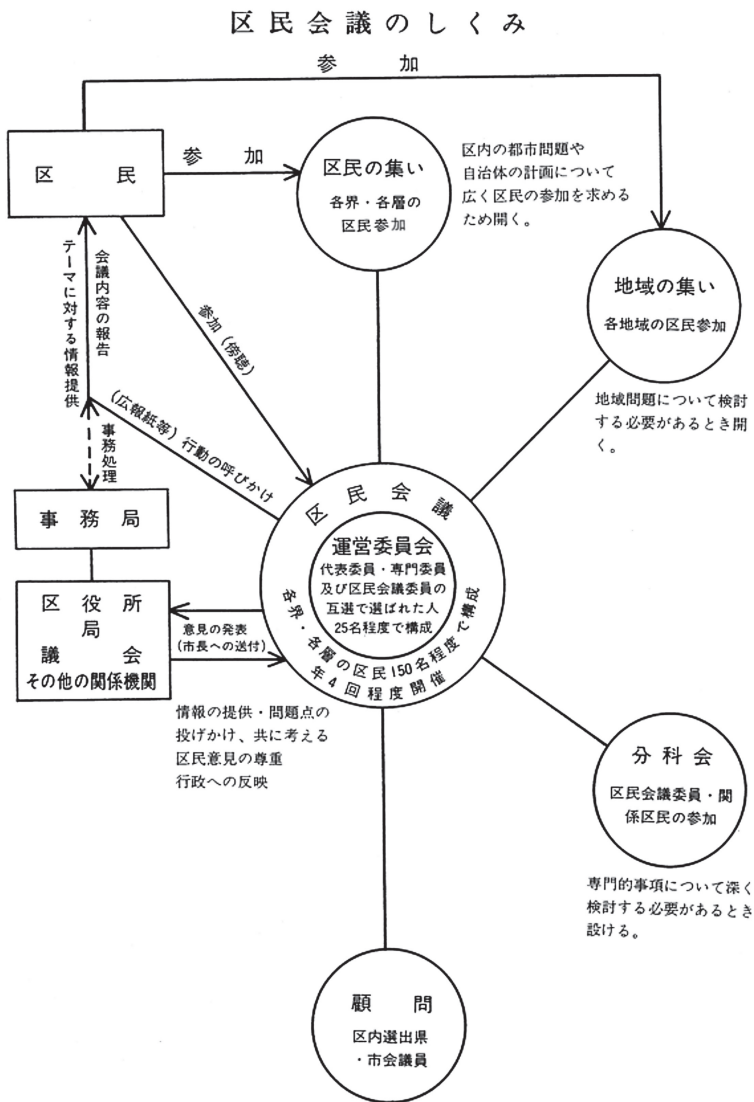 区民会議のしくみ
参加
区民
参加
区民の集い
各界・各層の
区民参加
区内の都市問題や
自治体の計画について
広く区民の参加を求める
ため開く。
地域の集い
各地域の区民参加
地域問題について検討
する必要があるとき開
く。
会議内容の報告
テーマに対する情報提供
参加(傍聴)
(広報紙等)行動の呼びかけ
事務処理
事務局
区役所
局
議会
その他の関係機関
意見の発表
(市長への送付)
情報の提供・問題点の
投げかけ、共に考える
区民意見の尊重
行政への反映
区民会議
運営委員会
代表委員・専門委員
及び区民会議委員の
互選で選ばれた人
25名程度で構成
各界・各層の区民150名程度で構成
年4回程度開催
分科会
区民会議委員・関
係区民の参加
専門的事項について深く
検討する必要があるとき
設ける。
顧問
区内選出県
・市会議員